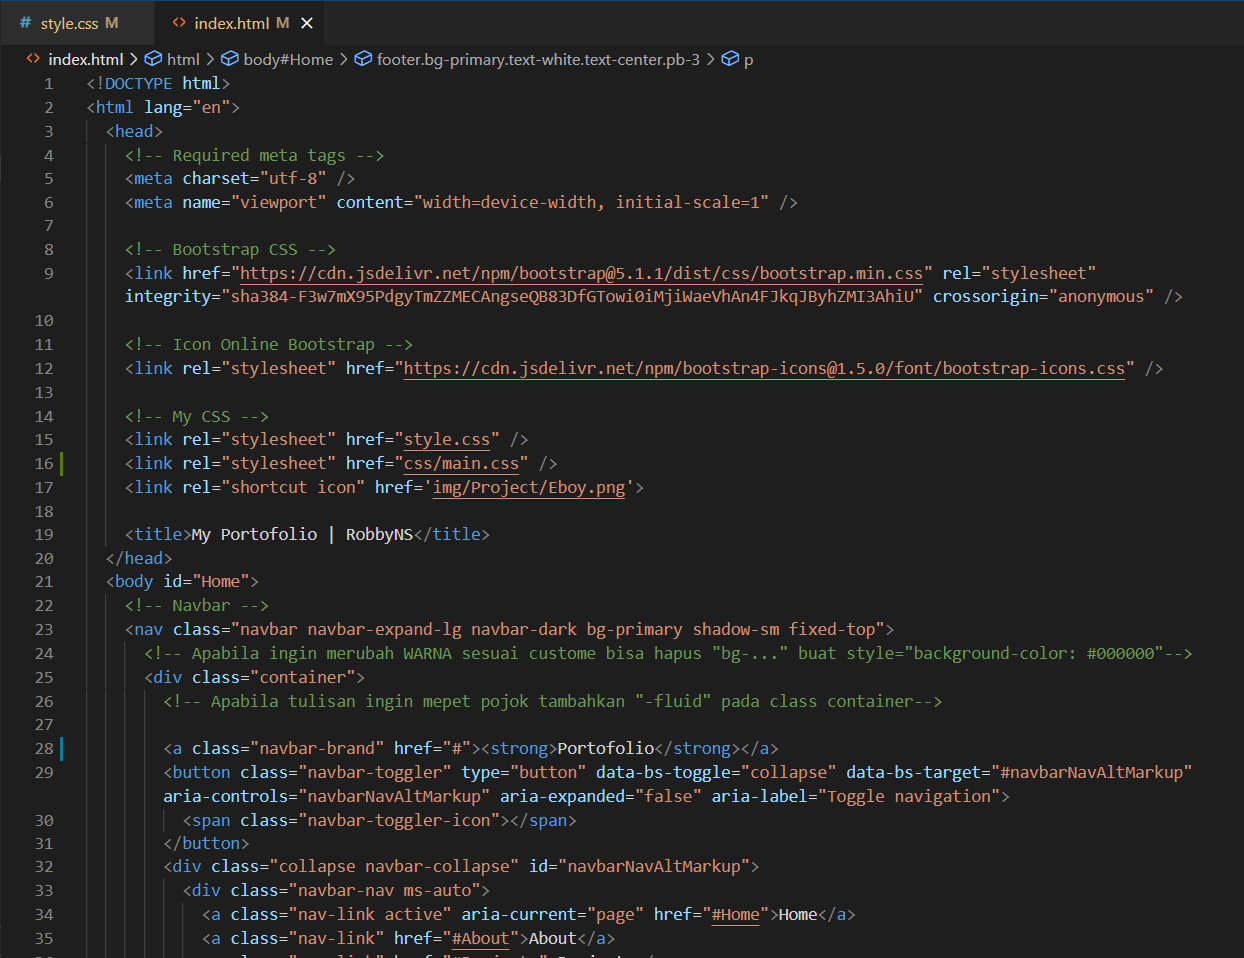 # style.css M
<> index.html M ×
<> index.html > html > body#Home > footer.bg-primary.text-white.text-center.pb-3 > p
1 <!DOCTYPE html>
2 <html lang="en">
3 <head>
4 <!-- Required meta tags -->
5 <meta charset="utf-8" />
6 <meta name="viewport" content="width=device-width, initial-scale=1" />
7
8 <!-- Bootstrap CSS -->
9 <link href="https://cdn.jsdelivr.net/npm/bootstrap@5.1.1/dist/css/bootstrap.min.css" rel="stylesheet"
integrity="sha384-F3w7mX95PdgyTmZZMECAngseQB83DfGTowi0iMjiWaeVhAn4FJkqJByhZMI3AhiU" crossorigin="anonymous" />
10
11 <!-- Icon Online Bootstrap -->
12 <link rel="stylesheet" href="https://cdn.jsdelivr.net/npm/bootstrap-icons@1.5.0/font/bootstrap-icons.css" />
13
14 <!-- My CSS -->
15 <link rel="stylesheet" href="style.css" />
16 <link rel="stylesheet" href="css/main.css" />
17 <link rel="shortcut icon" href='img/Project/Eboy.png'>
18
19 <title>My Portofolio | RobbyNS</title>
20 </head>
21 <body id="Home">
22 <!-- Navbar -->
23 <nav class="navbar navbar-expand-lg navbar-dark bg-primary shadow-sm fixed-top">
24 <!-- Apabila ingin merubah WARNA sesuai custome bisa hapus "bg-..." buat style="background-color: #000000"-->
25 <div class="container">
26 <!-- Apabila tulisan ingin mepet pojok tambahkan "-fluid" pada class container-->
27
28 <a class="navbar-brand" href="#"><strong>Portofolio</strong></a>
29 <button class="navbar-toggler" type="button" data-bs-toggle="collapse" data-bs-target="#navbarNavAltMarkup"
aria-controls="navbarNavAltMarkup" aria-expanded="false" aria-label="Toggle navigation">
30 <span class="navbar-toggler-icon"></span>
31 </button>
32 <div class="collapse navbar-collapse" id="navbarNavAltMarkup">
33 <div class="navbar-nav ms-auto">
34 <a class="nav-link active" aria-current="page" href="#Home">Home</a>
35 <a class="nav-link" href="#About">About</a>